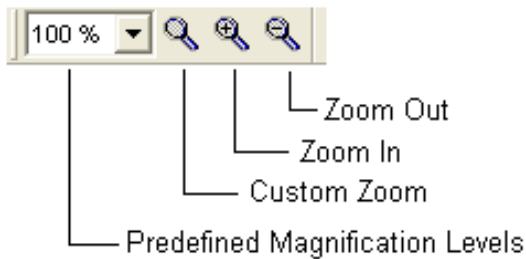 100 %
Zoom Out
Zoom In
Custom Zoom
Predefined Magnification Levels